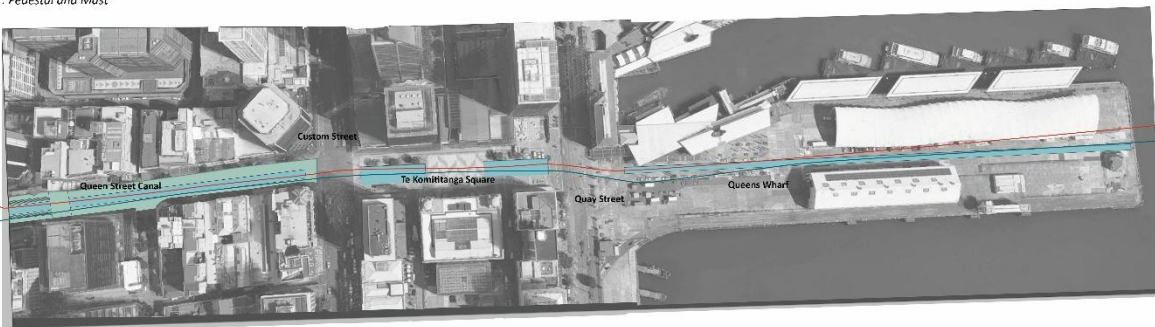 : Pedestal and Mast
Custom Street
Queen Street Canal
Te Komititanga Square
Queens Wharf
Quay Street